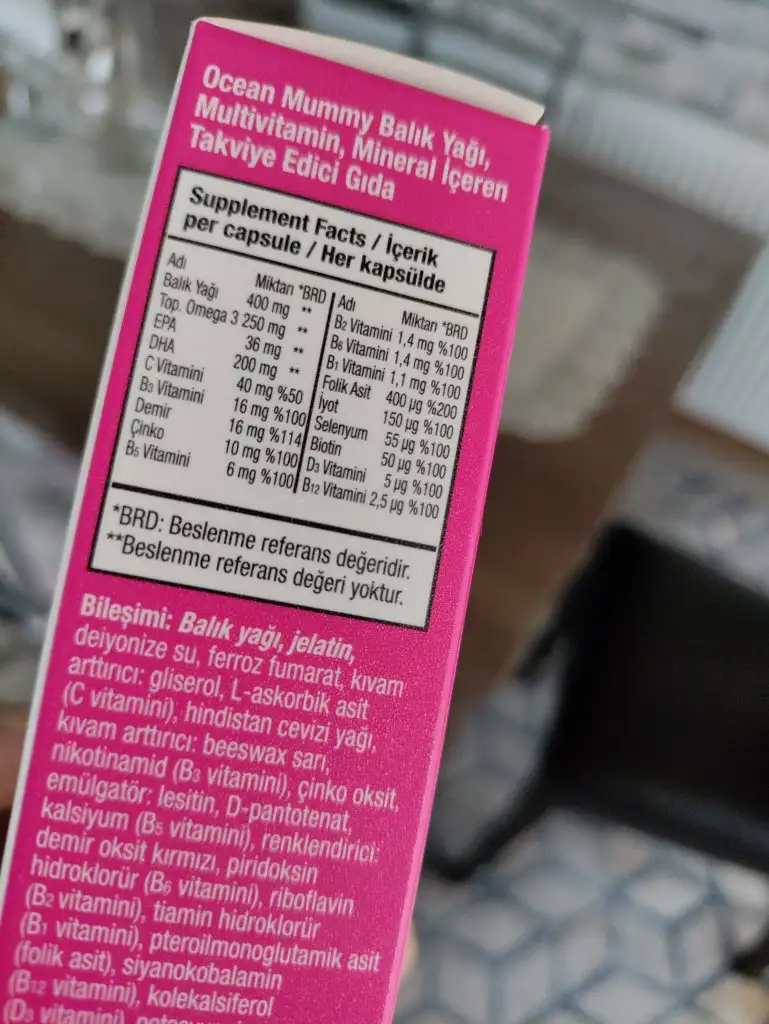 Ocean Mummy Balık Yağı,
Multivitamin, Mineral İçeren
Takviye Edici Gıda
Supplement Facts / İçerik
per capsule / Her kapsülde
Adı Miktarı *BRD
Balık Yağı 400 mg **
Top. Omega 3 250 mg **
EPA 36 mg **
DHA 200 mg **
C Vitamini 40 mg %50
B3 Vitamini 16 mg %100
Demir 16 mg %114
Çinko 10 mg %100
B5 Vitamini 6 mg %100
Adı Miktarı *BRD
B2 Vitamini 1,4 mg %100
B6 Vitamini 1,4 mg %100
B1 Vitamini 1,1 mg %100
Folik Asit 400 µg %200
İyot 150 µg %100
Selenyum 55 µg %100
Biotin 50 µg %100
D3 Vitamini 5 µg %100
B12 Vitamini 2,5 µg %100
*BRD: Beslenme referans değeridir.
**Beslenme referans değeri yoktur.
Bileşimi: Balık yağı, jelatin,
deiyonize su, ferroz fumarat, kıvam
arttırıcı: gliserol, L-askorbik asit
(C vitamini), hindistan cevizi yağı,
kıvam arttırıcı: beeswax sarı,
nikotinamid (B3 vitamini), çinko oksit,
emülgatör: lesitin, D-pantotenat,
kalsiyum (B5 vitamini), renklendirici:
demir oksit kırmızı, piridoksin
hidroklorür (B6 vitamini), riboflavin
(B2 vitamini), tiamin hidroklorür
(B1 vitamini), pteroilmonoglutamik asit
(folik asit), siyanokobalamin
(B12 vitamini), kolekalsiferol
(D3 vitamini)